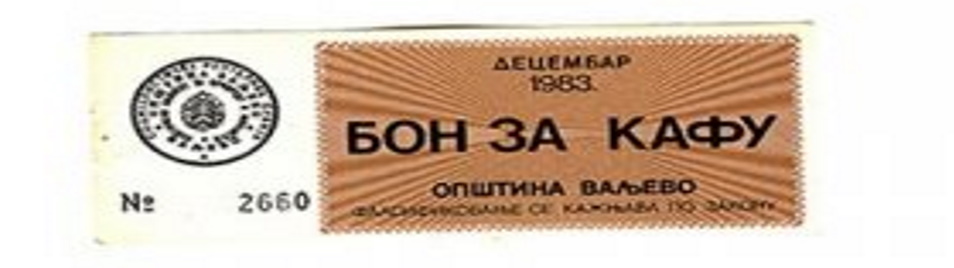 ДЕЦЕМБАР
1983.
БОН ЗА КАФУ
ОПШТИНА ВАЉЕВО
ФАЛСИФИКОВАЊЕ СЕ КАЖЊАВА ПО ЗАКОНУ
№ 2660